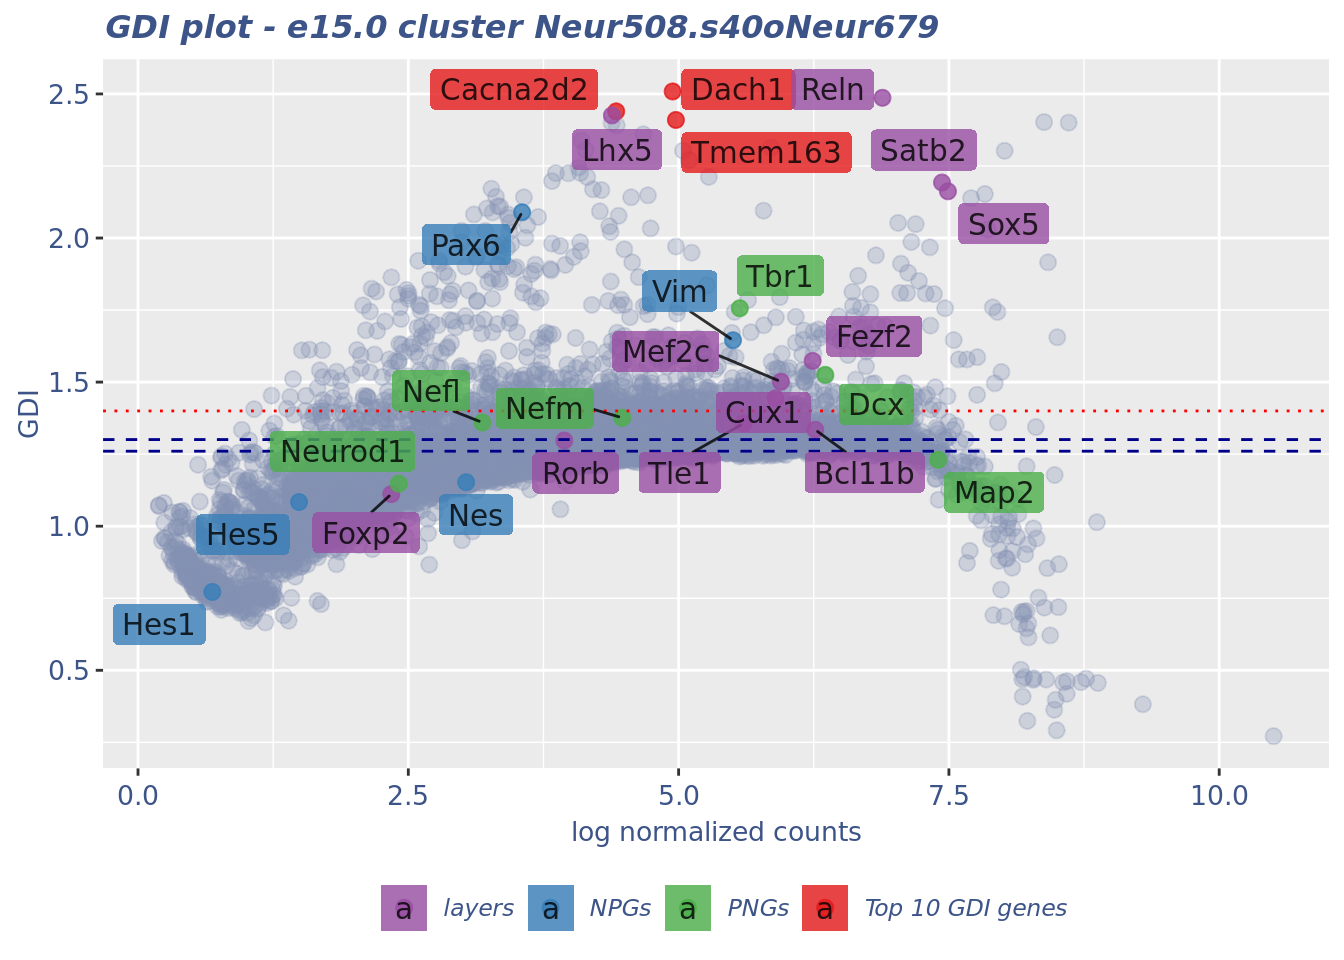 GDI plot - e15.0 cluster Neur508.s40oNeur679
2.5
2.0
1.5
1.0
0.5
GDI
Cacna2d2
Dach1
Reln
Lhx5
Tmem163
Satb2
Sox5
Pax6
Tbr1
Vim
Fezf2
Mef2c
Nefl
Nefm
Cux1
Dcx
Neurod1
Rorb
Tle1
Bcl11b
Map2
Nes
Hes5
Foxp2
Hes1
0.0
2.5
5.0
7.5
10.0
log normalized counts
a layers
a NPGs
a PNGs
a Top 10 GDI genes